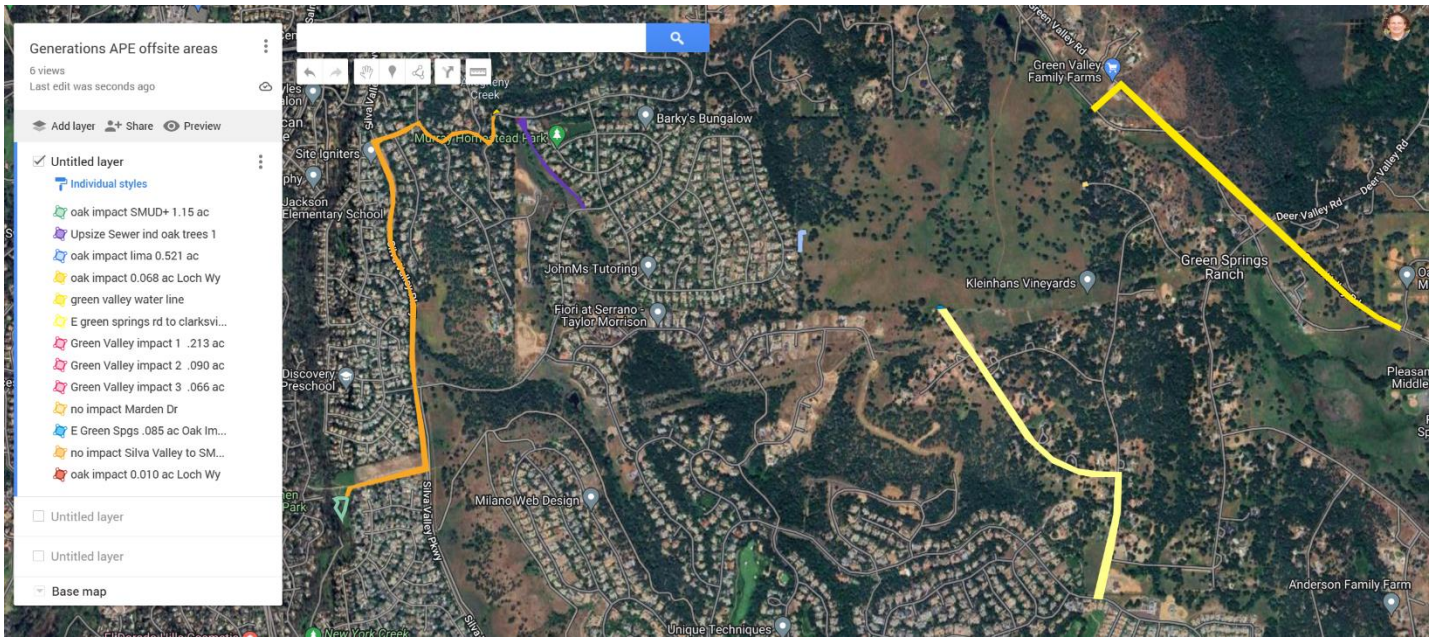 Generations APE offsite areas
6 views
Last edit was seconds ago
Add layer
Share
Preview
Untitled layer
Individual styles
oak impact SMUD+ 1.15 ac
Upsize Sewer ind oak trees 1
oak impact lima 0.521 ac
oak impact 0.068 ac Loch Wy
green valley water line
E green springs rd to clarksvi...
Green Valley impact 1 .213 ac
Green Valley impact 2 .090 ac
Green Valley impact 3 .066 ac
no impact Marden Dr
E Green Spgs .085 ac Oak Im...
no impact Silva Valley to SM...
oak impact 0.010 ac Loch Wy
Untitled layer
Untitled layer
Base map
Green Valley Rd
Green Valley Rd
Green Valley
Family Farms
Creek
Barky's Bungalow
Murray Homestead Park
Site Igniters
Jackson
Elementary School
Deer Valley Rd
Deer Valley Rd
Green Springs
Ranch
JohnMs Tutoring
Kleinhans Vineyards
Fiori at Serrano -
Taylor Morrison
Discovery
Preschool
Pleasan
Middle
Milano Web Design
Park
Silva Valley Pkwy
Anderson Family Farm
Unique Techniques
New York Creek